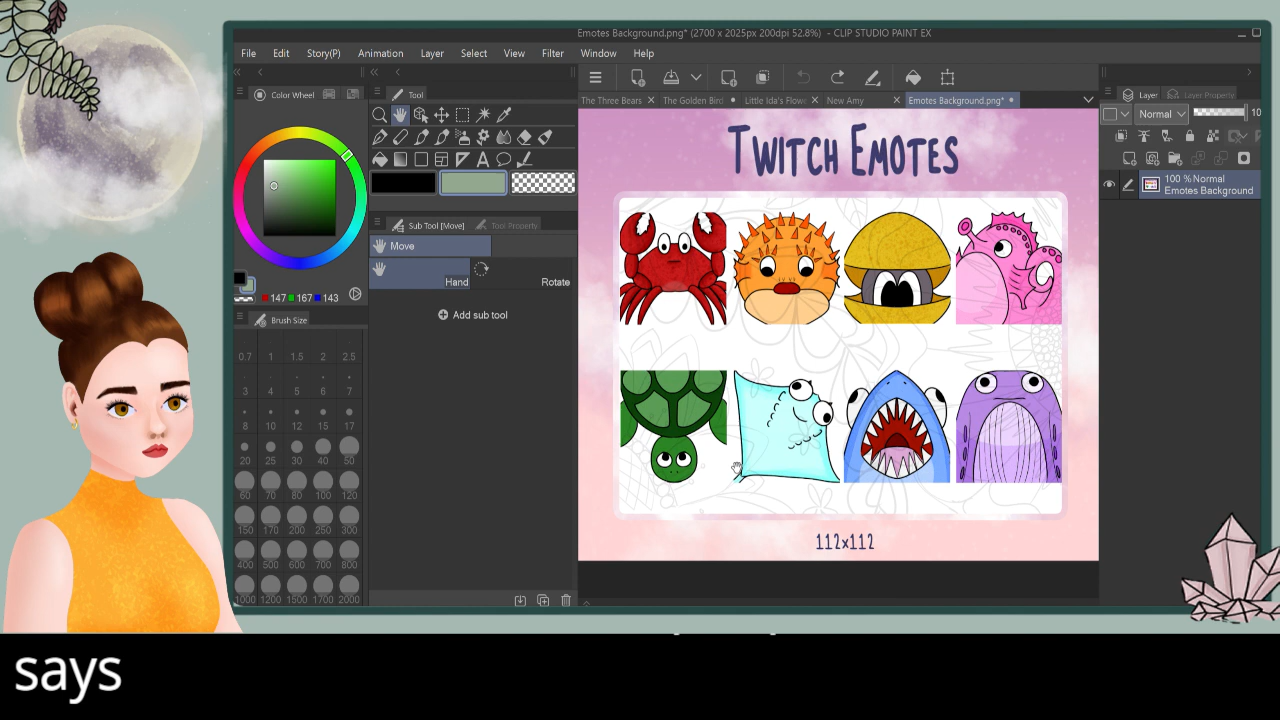 Emotes Background.png* (2700 x 2025px 200dpi 52.8%) - CLIP STUDIO PAINT EX
File Edit Story(P) Animation Layer Select View Filter Window Help
Color Wheel
Tool
The Three Bears
The Golden Bird
Little Ida's Flowe
New Amy
Emotes Background.png*
Layer
Layer Property
Normal
10
100 % Normal
Emotes Background
147 167 143
Sub Tool [Move]
Tool Property
Move
Hand
Rotate
Add sub tool
Brush Size
0.7 1 1.5 2 2.5
3 4 5 6 7
8 10 12 15 17
20 25 30 40 50
60 70 80 100 120
150 170 200 250 300
400 500 600 700 800
1000 1200 1500 1700 2000
Twitch Emotes
112x112
says